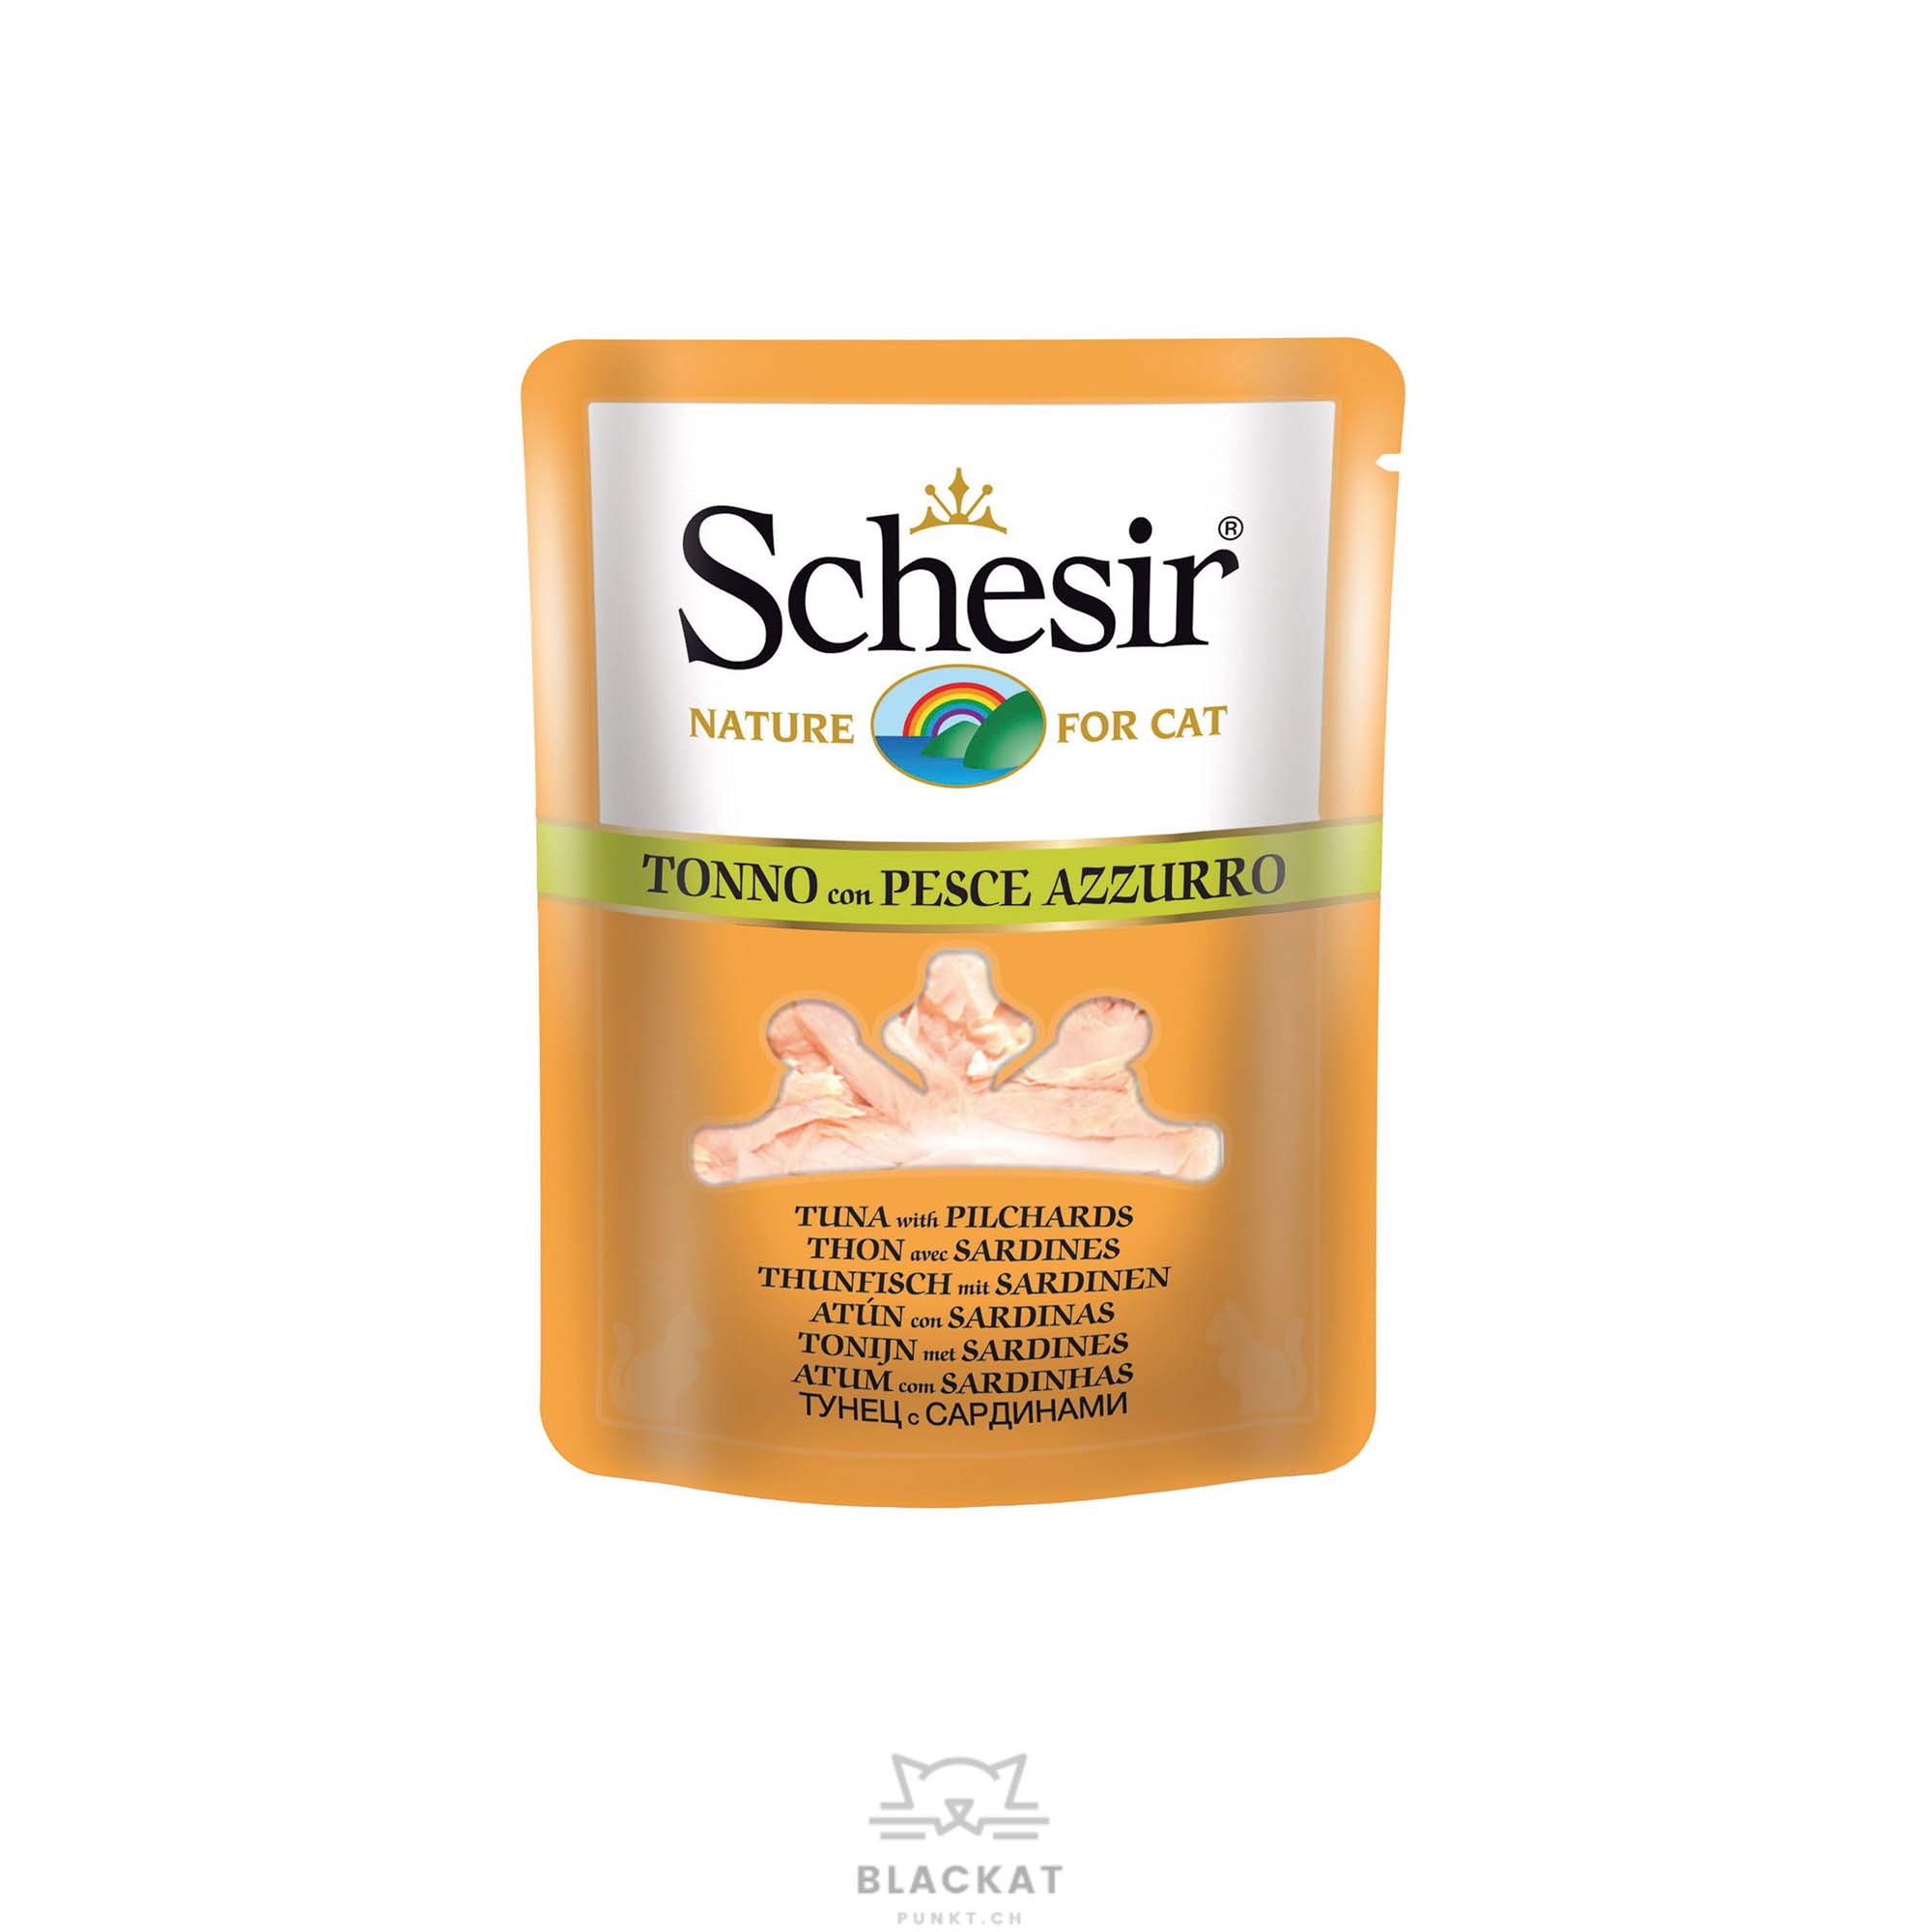 Schesir®
NATURE FOR CAT
TONNO con PESCE AZZURRO
TUNA with PILCHARDS
THON avec SARDINES
THUNFISCH mit SARDINEN
ATÚN con SARDINAS
TONIJN met SARDINES
ATUM com SARDINHAS
ТУНЕЦ с САРДИНАМИ
BLACKAT
PUNKT.CH